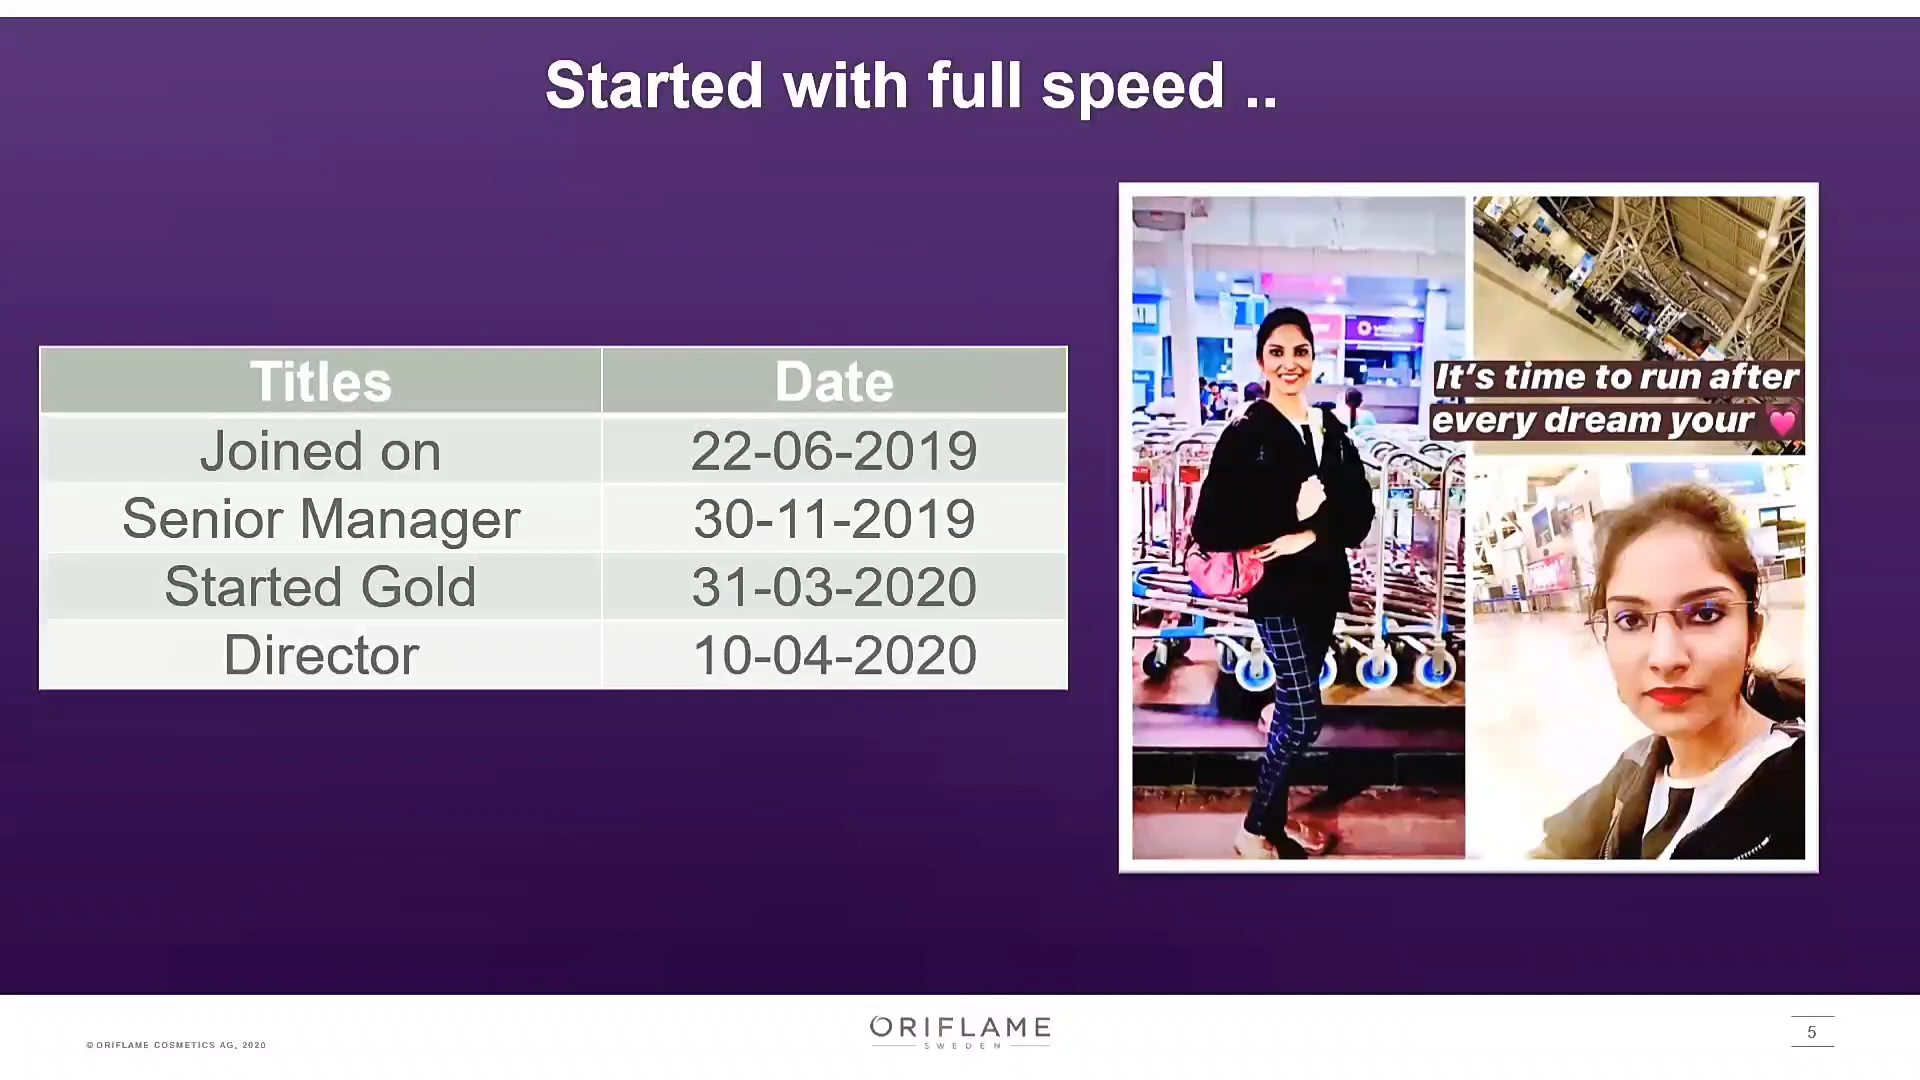 Started with full speed ..
Titles Date
Joined on 22-06-2019
Senior Manager 30-11-2019
Started Gold 31-03-2020
Director 10-04-2020
It's time to run after
every dream your 💗
© ORIFLAME COSMETICS AG, 2020
ORIFLAME
SWEDEN
5